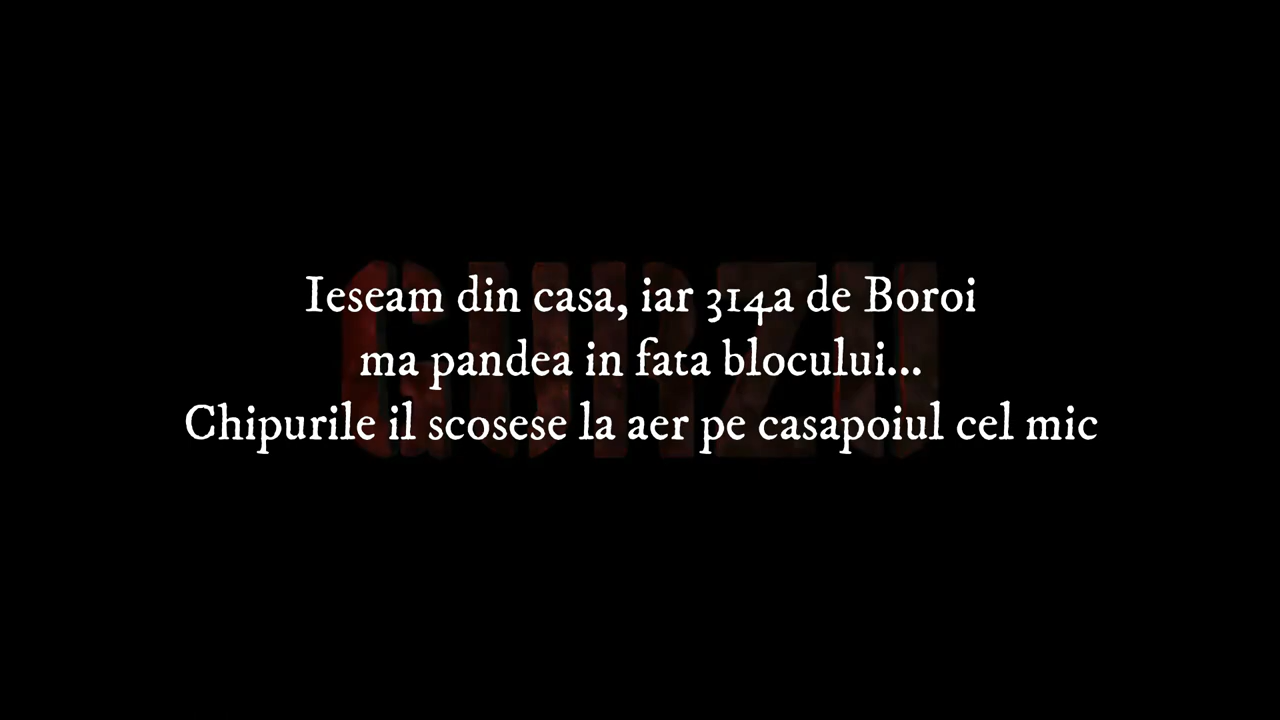 GURZU
Ieseam din casa, iar 314a de Boroi
ma pandea in fata blocului...
Chipurile il scosese la aer pe casapoiul cel mic